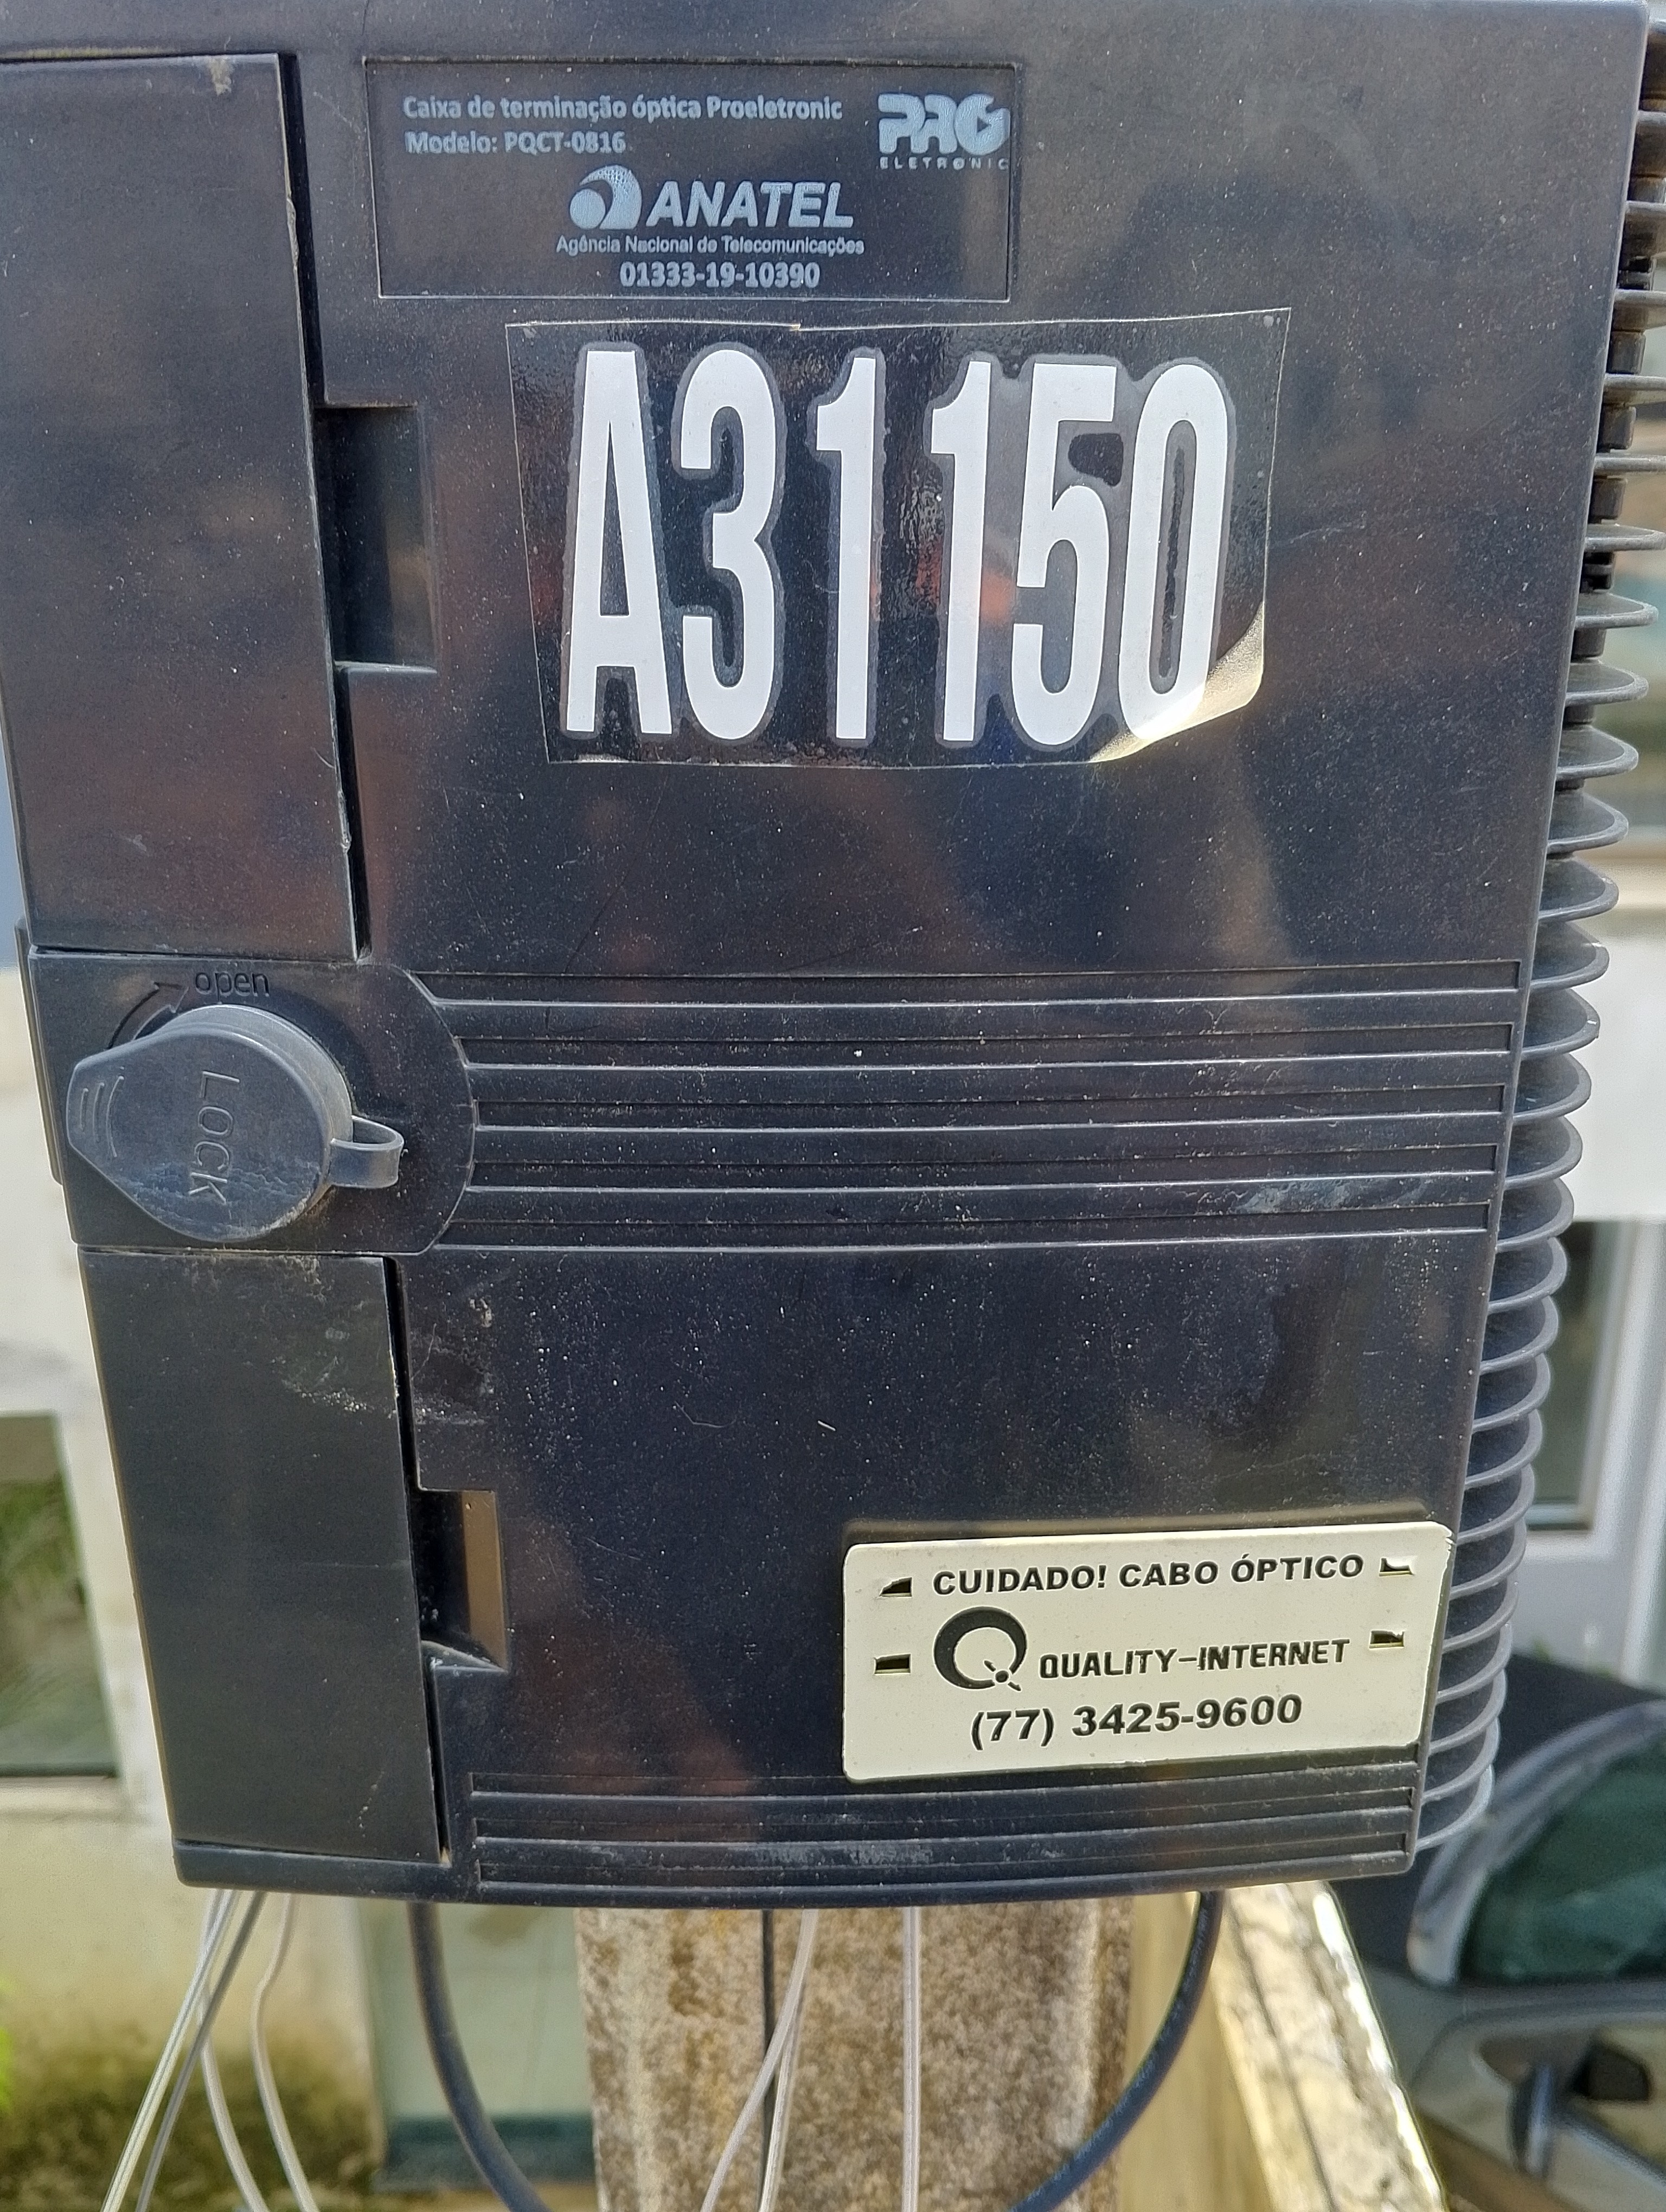 Caixa de terminação óptica Proeletronic
Modelo: PQCT-0816
PRO
ELETRONIC
ANATEL
Agência Nacional de Telecomunicações
01333-19-10390
A31150
open
LOCK
CUIDADO! CABO ÓPTICO
QUALITY-INTERNET
(77) 3425-9600